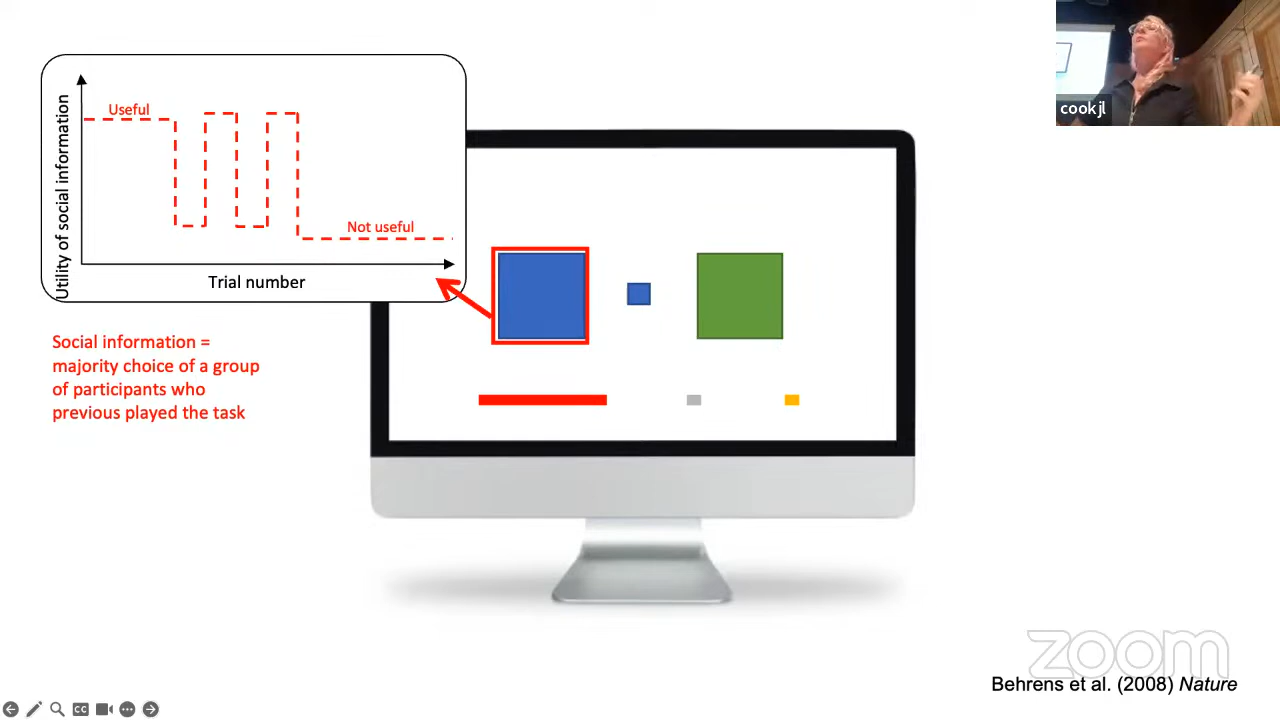 Utility of social information
Useful
Not useful
Trial number
Social information =
majority choice of a group
of participants who
previous played the task
cookjl
zoom
Behrens et al. (2008) Nature
CC